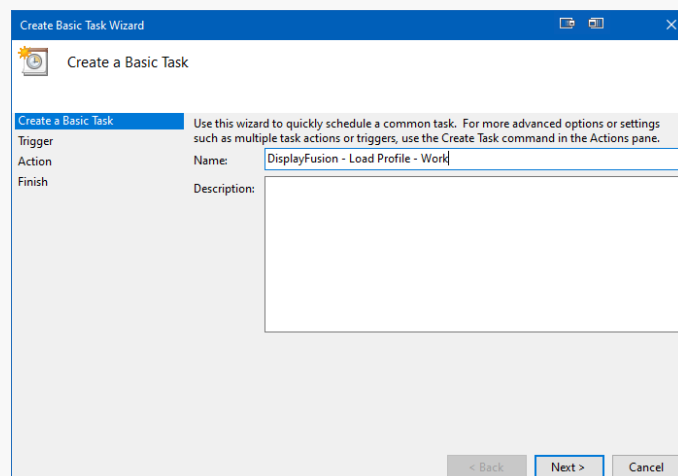 Create Basic Task Wizard
Create a Basic Task
Create a Basic Task
Trigger
Action
Finish
Use this wizard to quickly schedule a common task. For more advanced options or settings
such as multiple task actions or triggers, use the Create Task command in the Actions pane.
Name: DisplayFusion - Load Profile - Work
Description:
< Back Next > Cancel